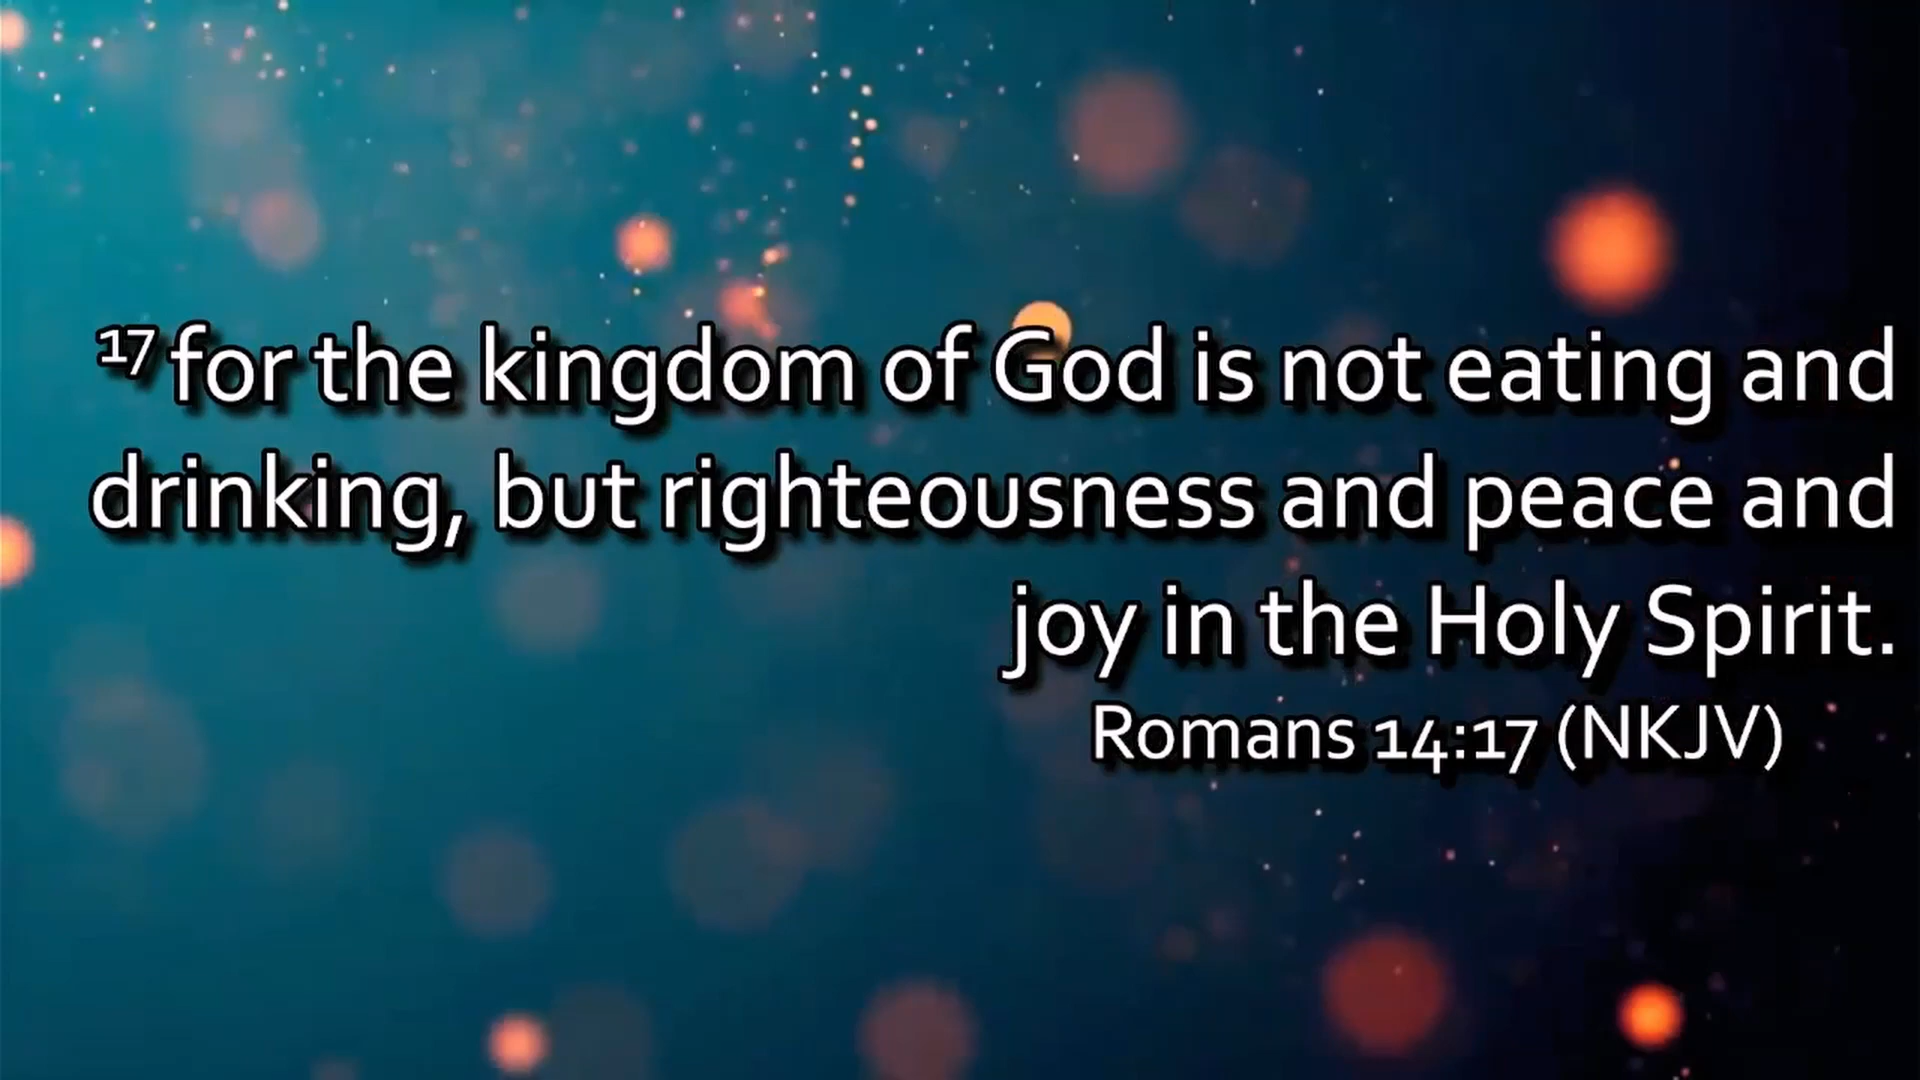 17 for the kingdom of God is not eating and
drinking, but righteousness and peace and
joy in the Holy Spirit.
Romans 14:17 (NKJV)